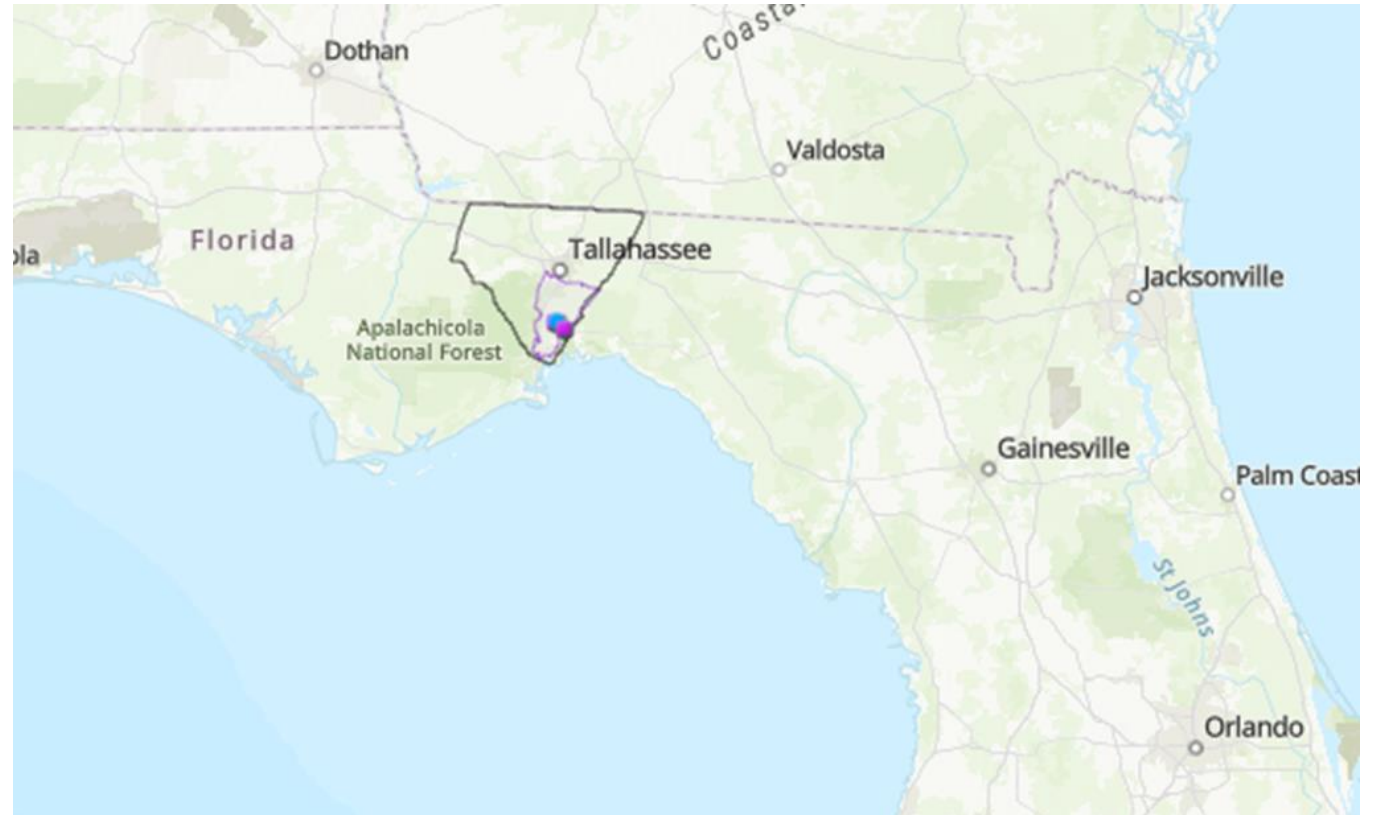 Coasta
Dothan
Valdosta
Florida
Tallahassee
ola
Jacksonville
Apalachicola
National Forest
Gainesville
Palm Coast
St Johns
Orlando